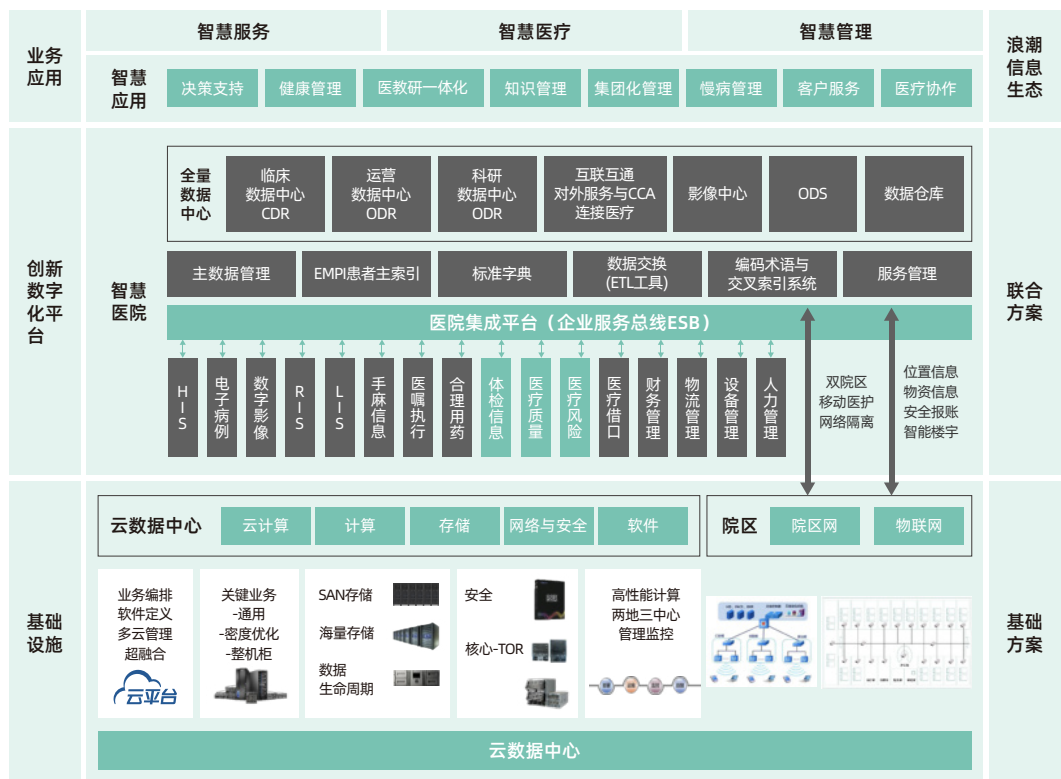 业务
应用
智慧服务
智慧医疗
智慧管理
浪潮
信息
生态
智慧
应用
决策支持
健康管理
医教研一体化
知识管理
集团化管理
慢病管理
客户服务
医疗协作
创新
数字
化平
台
智慧
医院
全量
数据
中心
临床
数据中心
CDR
运营
数据中心
ODR
科研
数据中心
ODR
互联互通
对外服务与CCA
连接医疗
影像中心
ODS
数据仓库
主数据管理
EMPI患者主索引
标准字典
数据交换
(ETL工具)
编码术语与
交叉索引系统
服务管理
医院集成平台（企业服务总线ESB）
HIS
电子病例
数字影像
RIS
LIS
手麻信息
医嘱执行
合理用药
体检信息
医疗质量
医疗风险
医疗借口
财务管理
物流管理
设备管理
人力管理
双院区
移动医护
网络隔离
位置信息
物资信息
安全报账
智能楼宇
联合
方案
基础
设施
云数据中心
云计算
计算
存储
网络与安全
软件
院区
院区网
物联网
业务编排
软件定义
多云管理
超融合
云平台
关键业务
-通用
-密度优化
-整机柜
SAN存储
海量存储
数据
生命周期
安全
核心-TOR
高性能计算
两地三中心
管理监控
云数据中心
基础
方案